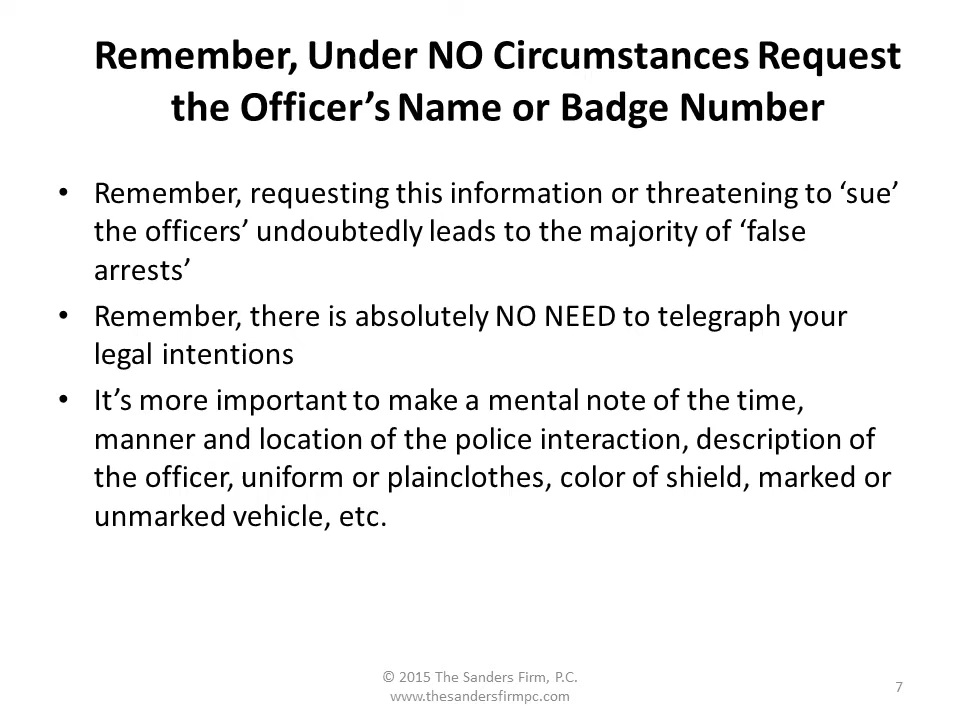 Remember, Under NO Circumstances Request
the Officer’s Name or Badge Number
• Remember, requesting this information or threatening to ‘sue’
the officers’ undoubtedly leads to the majority of ‘false
arrests’
• Remember, there is absolutely NO NEED to telegraph your
legal intentions
• It’s more important to make a mental note of the time,
manner and location of the police interaction, description of
the officer, uniform or plainclothes, color of shield, marked or
unmarked vehicle, etc.
© 2015 The Sanders Firm, P.C.
www.thesandersfirmpc.com
7